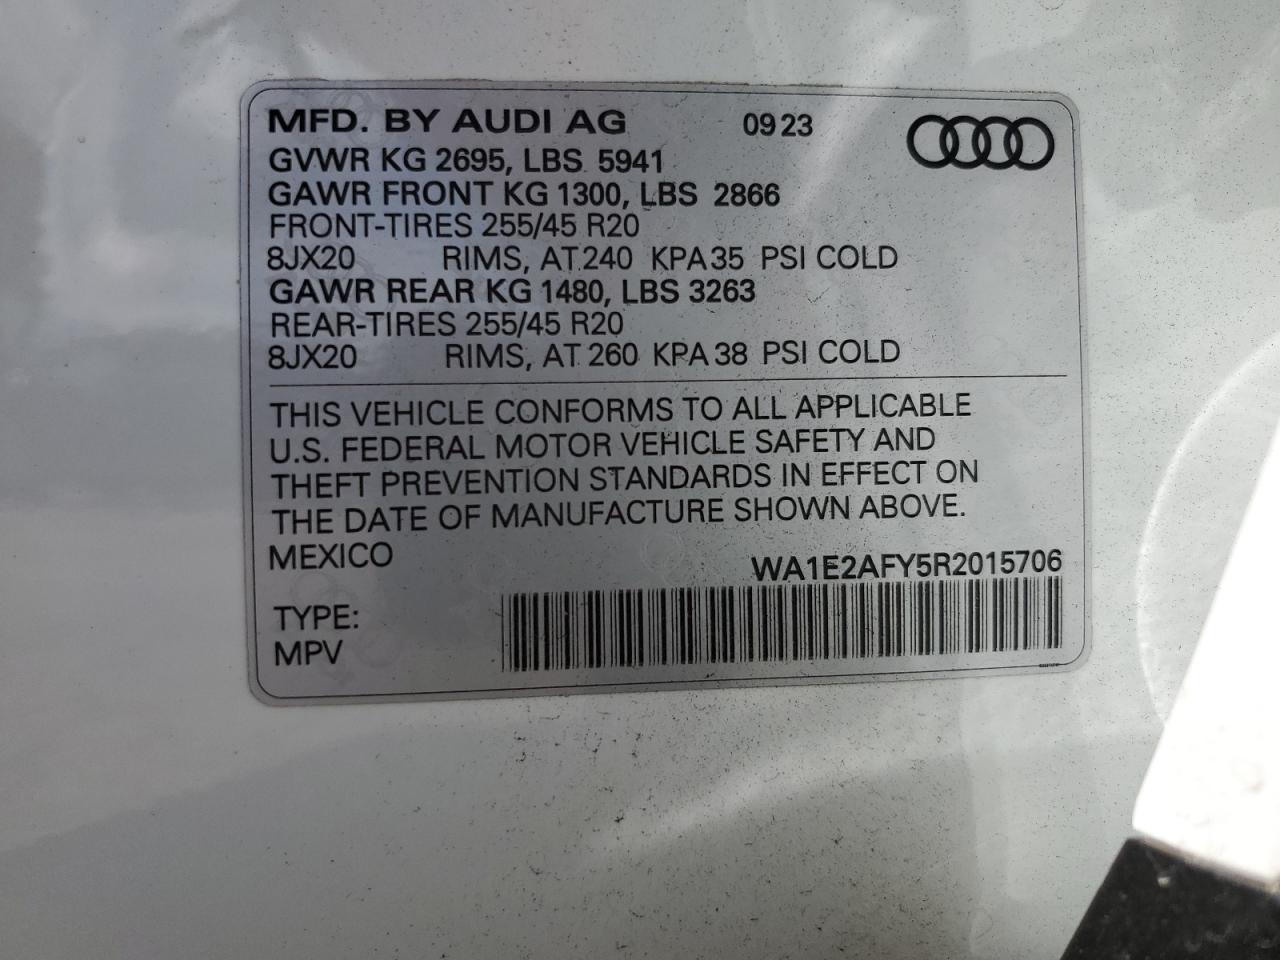 MFD. BY AUDI AG 09 23
GVWR KG 2695, LBS 5941
GAWR FRONT KG 1300, LBS 2866
FRONT-TIRES 255/45 R20
8JX20 RIMS, AT 240 KPA 35 PSI COLD
GAWR REAR KG 1480, LBS 3263
REAR-TIRES 255/45 R20
8JX20 RIMS, AT 260 KPA 38 PSI COLD
THIS VEHICLE CONFORMS TO ALL APPLICABLE
U.S. FEDERAL MOTOR VEHICLE SAFETY AND
THEFT PREVENTION STANDARDS IN EFFECT ON
THE DATE OF MANUFACTURE SHOWN ABOVE.
MEXICO WA1E2AFY5R2015706
TYPE:
MPV